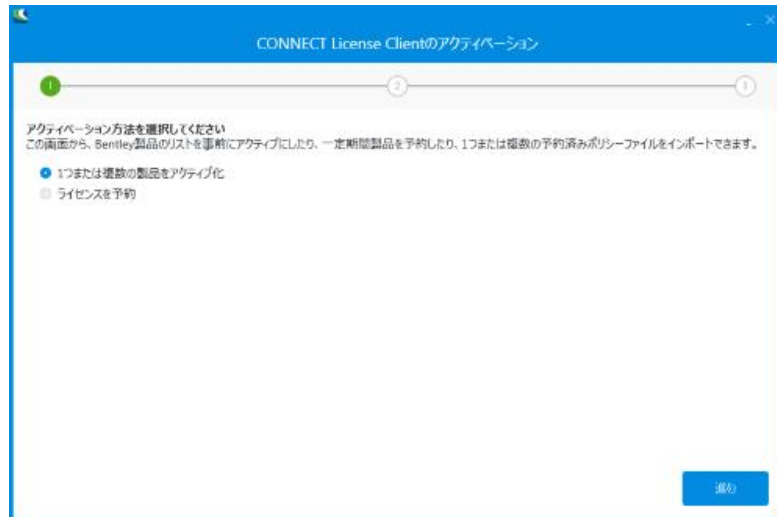 CONNECT License Clientのアクティベーション
1
2
3
アクティベーション方法を選択してください
この画面から、Bentley製品のリストを事前にアクティブにしたり、一定期間製品を予約したり、1つまたは複数の予約済みポリシーファイルをインポートできます。
1つまたは複数の製品をアクティブ化
ライセンスを予約
進む